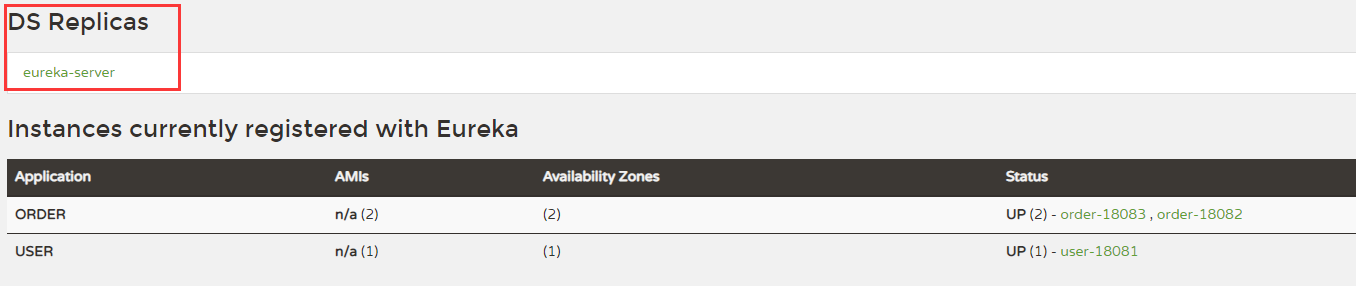 DS Replicas
eureka-server
Instances currently registered with Eureka
Application AMIs Availability Zones Status
ORDER n/a (2) (2) UP (2) - order-18083 , order-18082
USER n/a (1) (1) UP (1) - user-18081